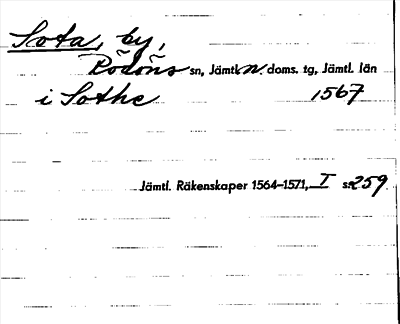 Sota, by,
Rödöns sn, Jämtl. n. doms. tg, Jämtl. län
i Sothe 1567
Jämtl. Räkenskaper 1564–1571, I s. 259.